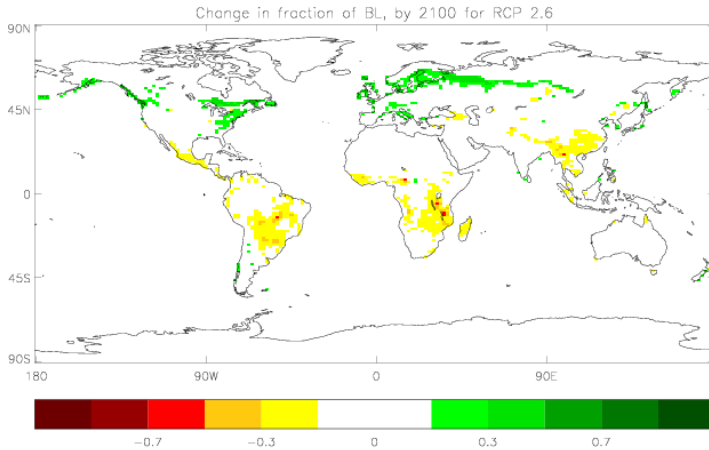 Change in fraction of BL, by 2100 for RCP 2.6
90N
45N
0
45S
90S
180 90W 0 90E
-0.7 -0.3 0 0.3 0.7